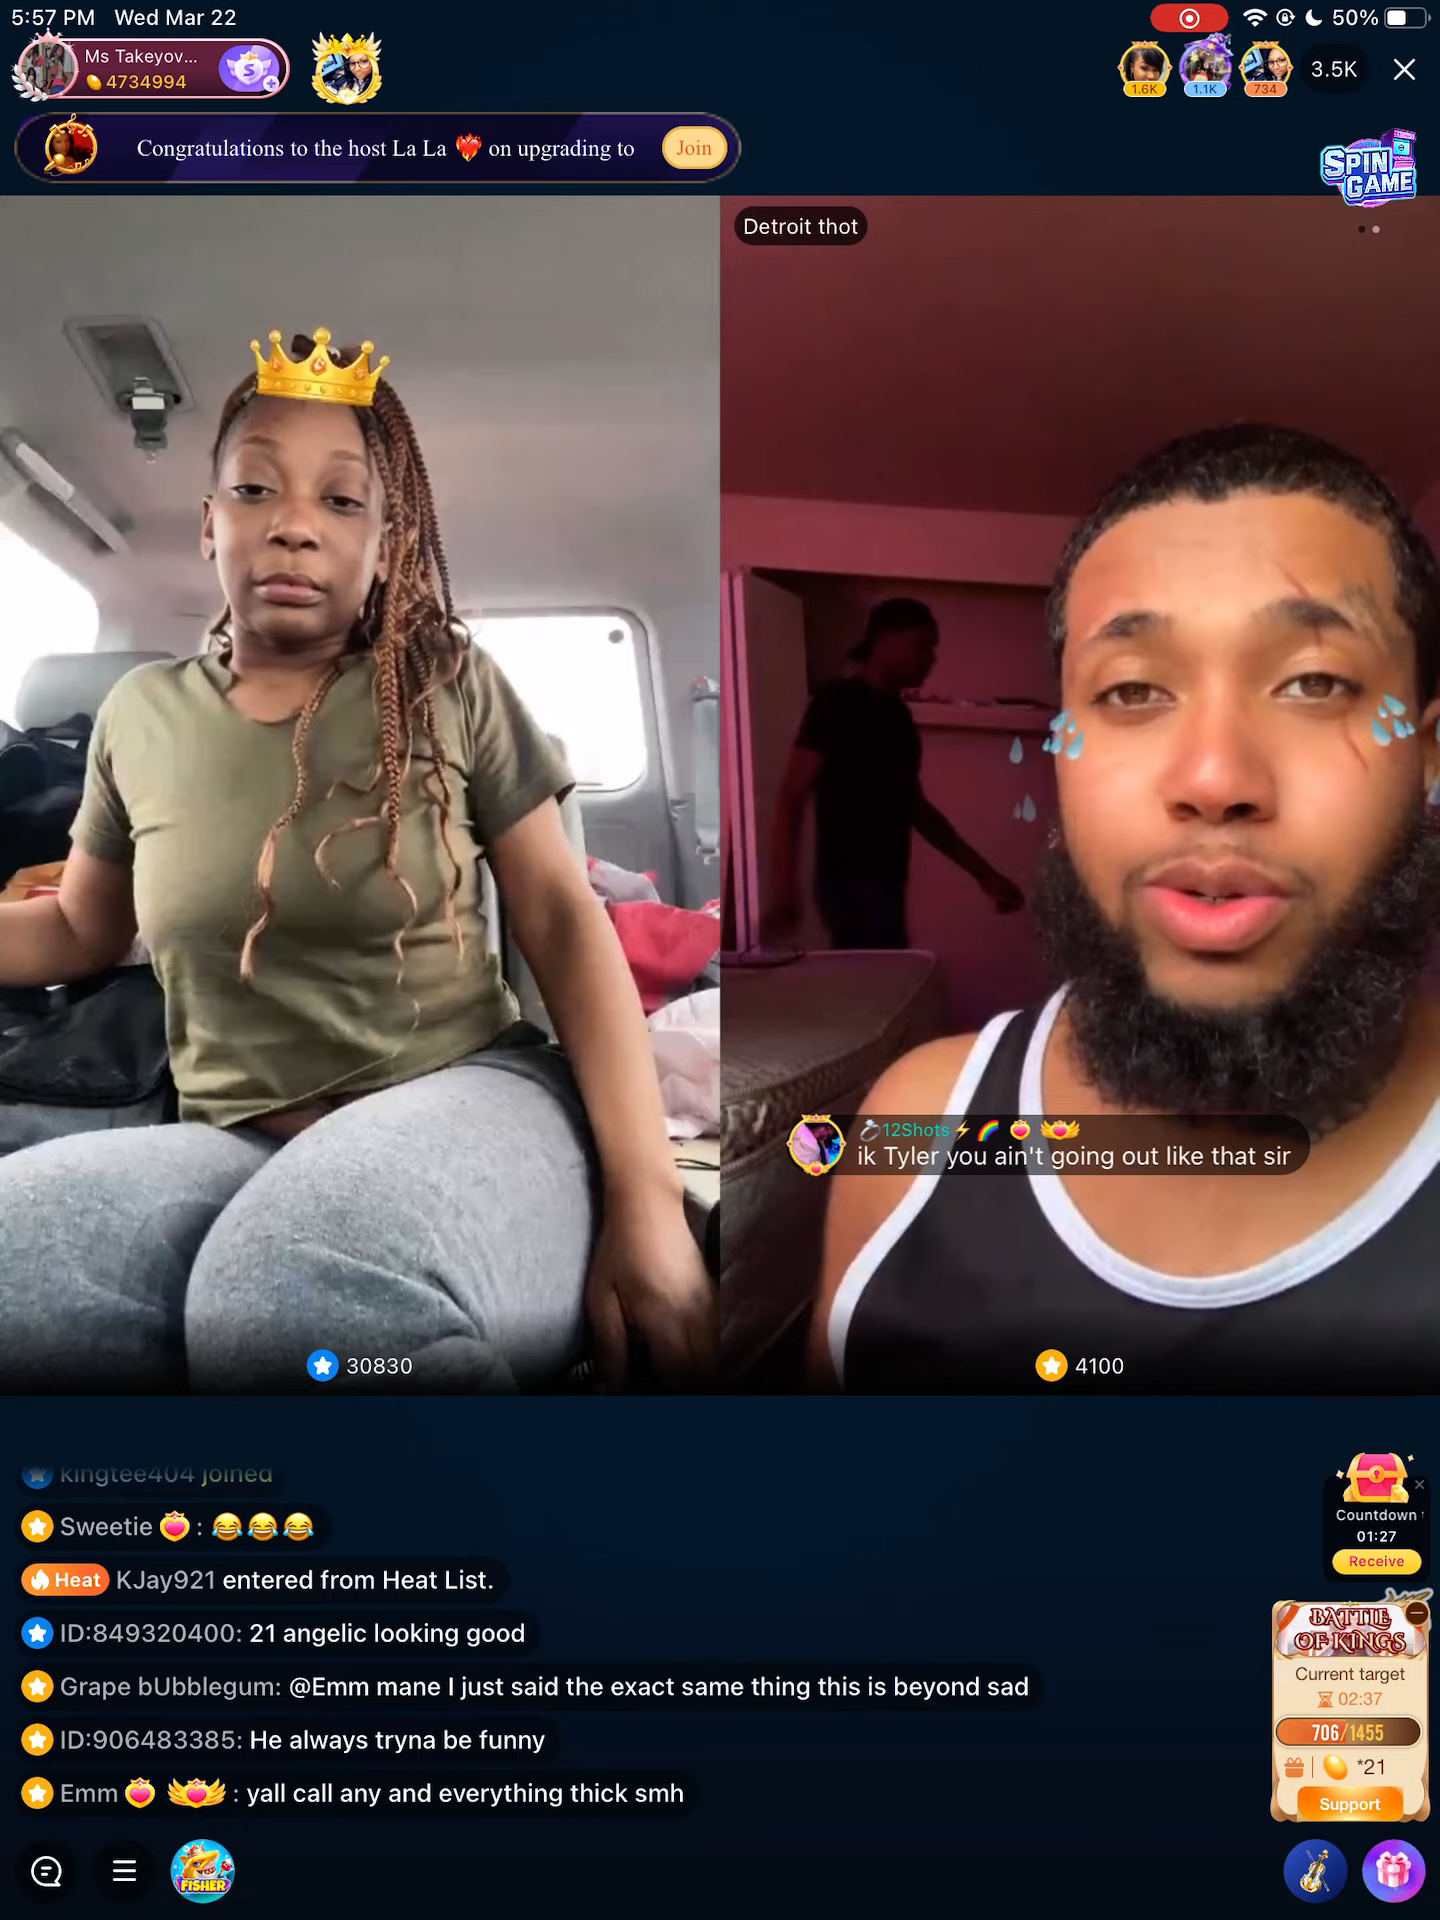 5:57 PM Wed Mar 22
50%
Ms Takeyov...
4734994
S
1.6K
1.1K
734
3.5K
Congratulations to the host La La ❤️‍🔥 on upgrading to
Join
SPIN
GAME
Detroit thot
💍12Shots⚡🌈
ik Tyler you ain't going out like that sir
30830
4100
kingtee404 joined
Sweetie : 😂😂😂
Heat KJay921 entered from Heat List.
ID:849320400: 21 angelic looking good
Grape bUbblegum: @Emm mane I just said the exact same thing this is beyond sad
ID:906483385: He always tryna be funny
Emm : yall call any and everything thick smh
Countdown
01:27
Receive
BATTLE
OF KINGS
Current target
02:37
706/1455
*21
Support
FISHER